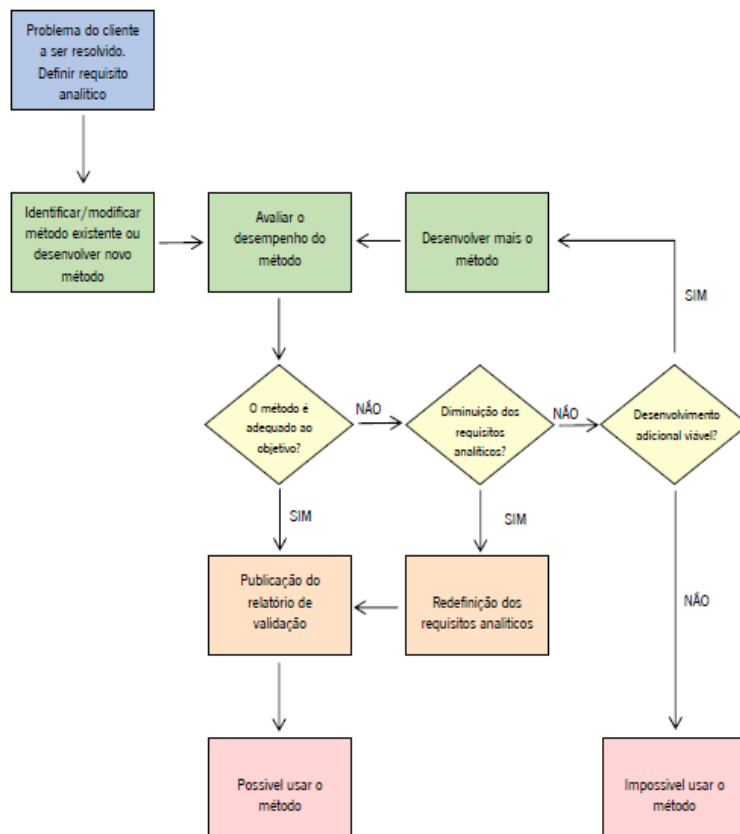 Problema do cliente
a ser resolvido.
Definir requisito
analítico
Identificar/modificar
método existente ou
desenvolver novo
método
Avaliar o
desempenho do
método
Desenvolver mais o
método
SIM
O método é
adequado ao
objetivo?
NÃO
Diminuição dos
requisitos
analíticos?
NÃO
Desenvolvimento
adicional viável?
SIM
SIM
NÃO
Publicação do
relatório de
validação
Redefinição dos
requisitos analíticos
Possivel usar o
método
Impossivel usar o
método